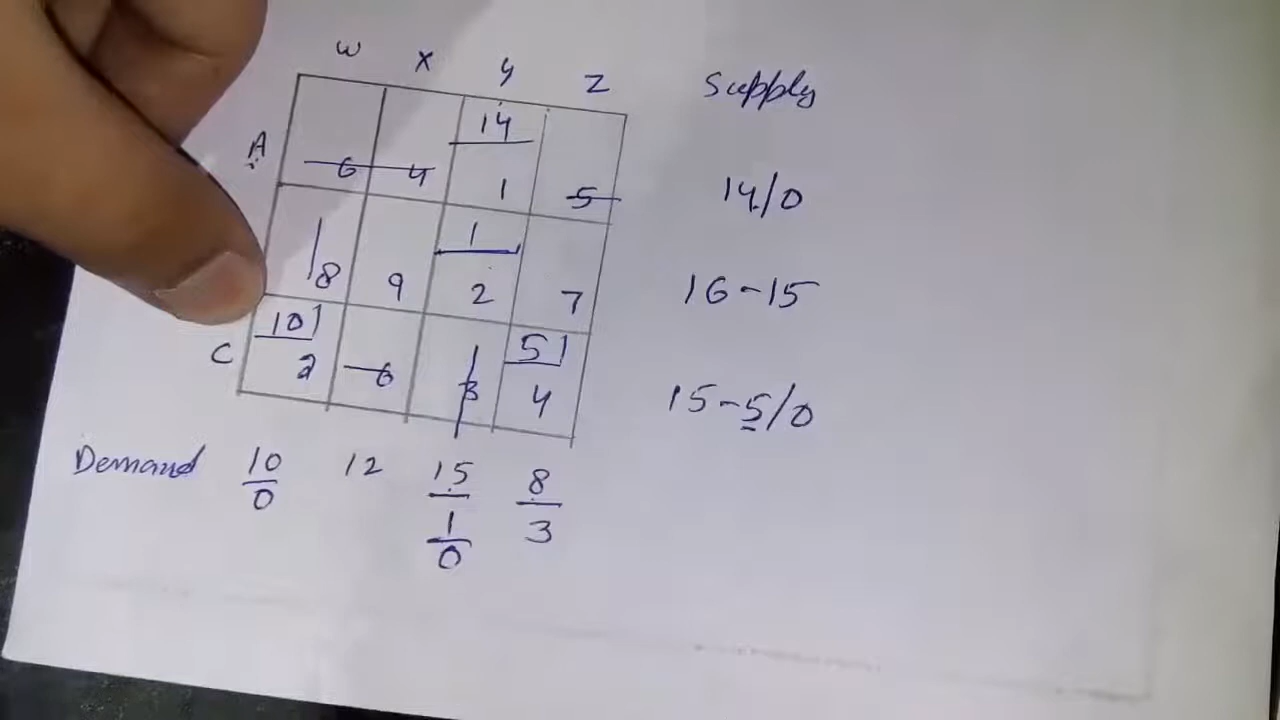 w x y z Supply
14
A 6 4 1 5 14/0
1
8 9 2 7 16-15
10 5
C 2 6 3 4 15-5/0
Demand 10 12 15 8
0 1 3
0